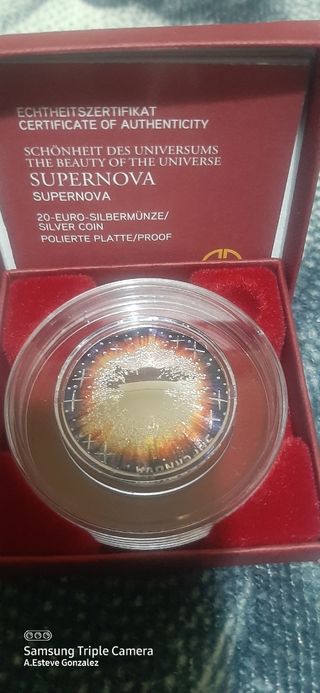 ECHTHEITSZERTIFIKAT
CERTIFICATE OF AUTHENTICITY
SCHÖNHEIT DES UNIVERSUMS
THE BEAUTY OF THE UNIVERSE
SUPERNOVA
SUPERNOVA
20-EURO-SILBERMÜNZE/
SILVER COIN
POLIERTE PLATTE/PROOF
Samsung Triple Camera
A.Esteve Gonzalez